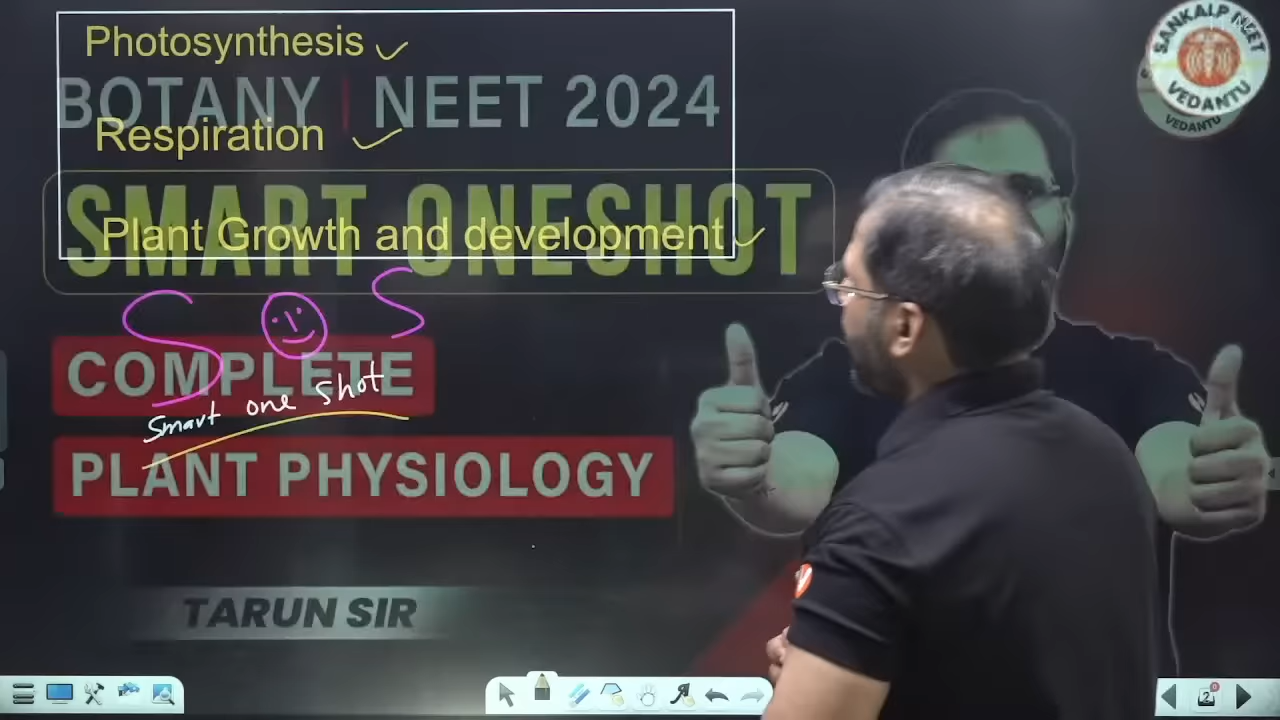 Photosynthesis
BOTANY | NEET 2024
Respiration
SMART ONESHOT
Plant Growth and development
S O S
COMPLETE
Smart one shot
PLANT PHYSIOLOGY
TARUN SIR
SANKALP NEET
VEDANTU
VEDANTU
2